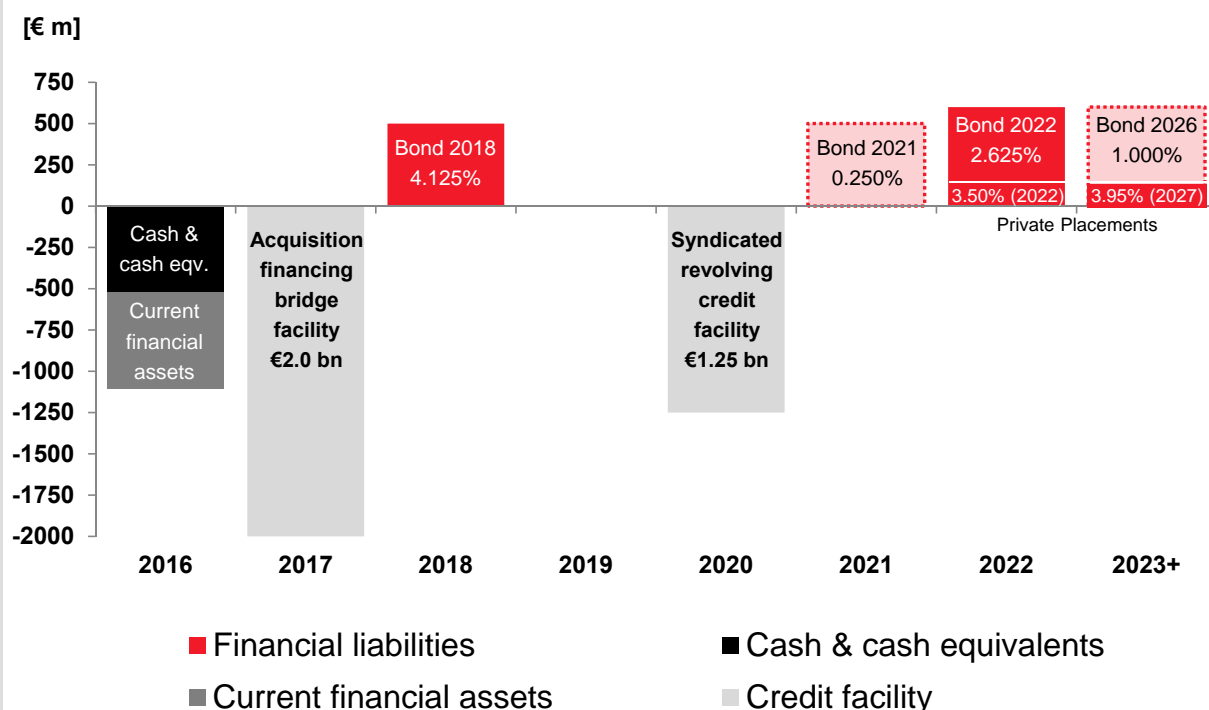 [€ m]
750
500
250
0
-250
-500
-750
-1000
-1250
-1500
-1750
-2000
Cash &
cash eqv.
Current
financial
assets
Acquisition
financing
bridge
facility
€2.0 bn
Bond 2018
4.125%
Syndicated
revolving
credit
facility
€1.25 bn
Bond 2021
0.250%
Bond 2022
2.625%
3.50% (2022)
Bond 2026
1.000%
3.95% (2027)
Private Placements
2016
2017
2018
2019
2020
2021
2022
2023+
Financial liabilities
Cash & cash equivalents
Current financial assets
Credit facility